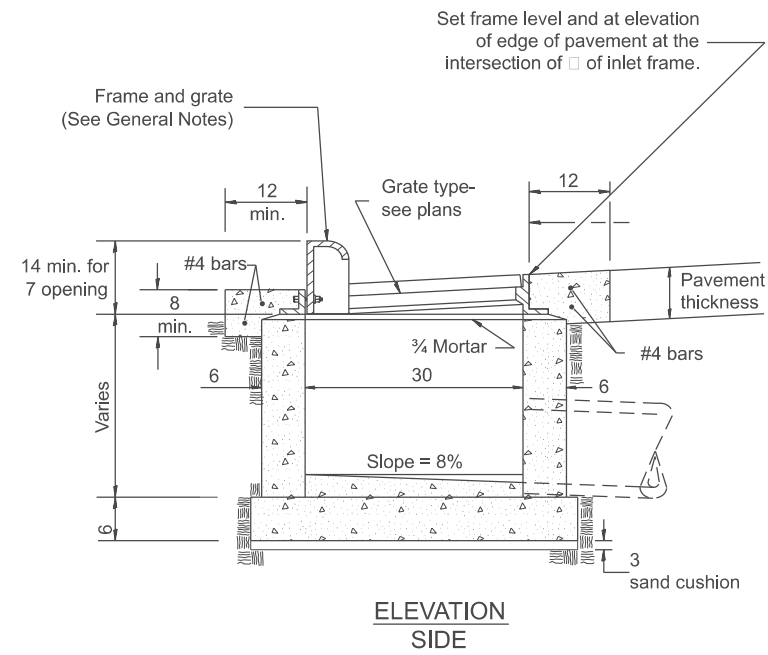 Set frame level and at elevation
of edge of pavement at the
intersection of □ of inlet frame.
Frame and grate
(See General Notes)
12
min.
Grate type-
see plans
12
14 min. for
7 opening
#4 bars
8
min.
Pavement
thickness
#4 bars
¾ Mortar
6
30
6
Varies
Slope = 8%
6
3
sand cushion
ELEVATION
SIDE